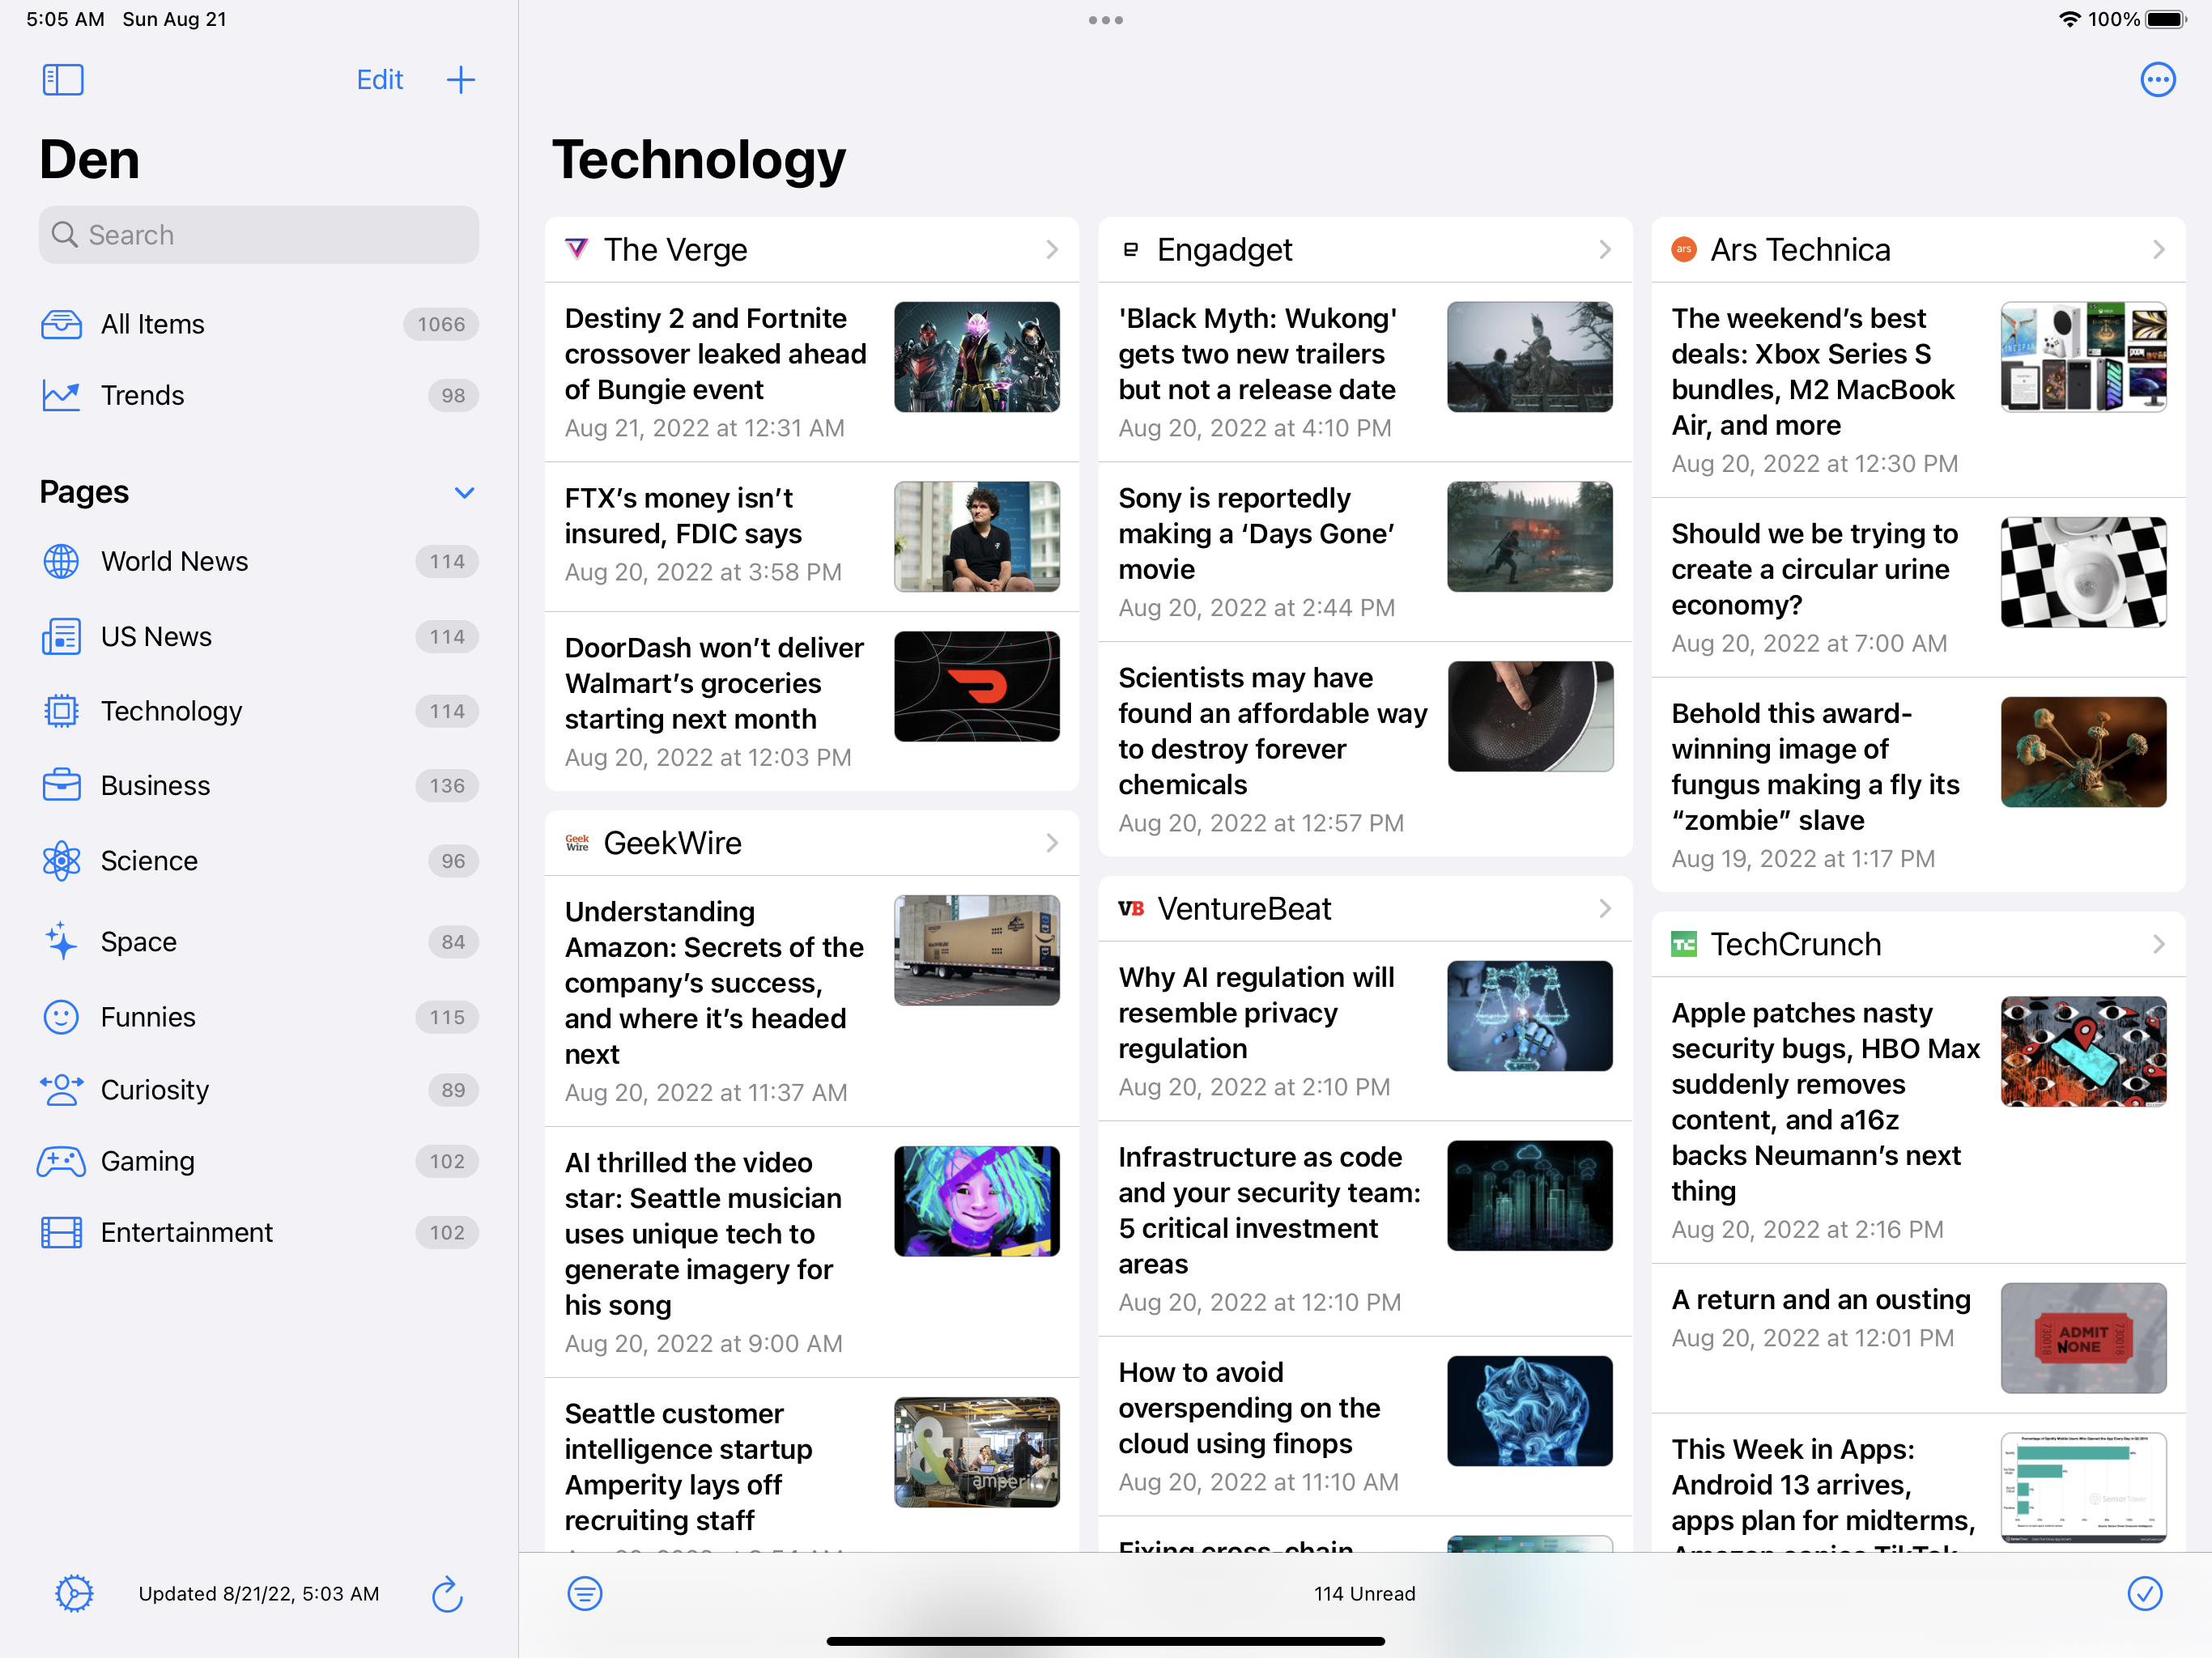 5:05 AM Sun Aug 21
100%
Edit
Den
Search
All Items 1066
Trends 98
Pages
World News 114
US News 114
Technology 114
Business 136
Science 96
Space 84
Funnies 115
Curiosity 89
Gaming 102
Entertainment 102
Updated 8/21/22, 5:03 AM
Technology
The Verge
Destiny 2 and Fortnite
crossover leaked ahead
of Bungie event
Aug 21, 2022 at 12:31 AM
FTX’s money isn’t
insured, FDIC says
Aug 20, 2022 at 3:58 PM
DoorDash won’t deliver
Walmart’s groceries
starting next month
Aug 20, 2022 at 12:03 PM
Geek
Wire
GeekWire
Understanding
Amazon: Secrets of the
company’s success,
and where it’s headed
next
Aug 20, 2022 at 11:37 AM
AI thrilled the video
star: Seattle musician
uses unique tech to
generate imagery for
his song
Aug 20, 2022 at 9:00 AM
Seattle customer
intelligence startup
Amperity lays off
recruiting staff
amperity
Engadget
'Black Myth: Wukong'
gets two new trailers
but not a release date
Aug 20, 2022 at 4:10 PM
Sony is reportedly
making a ‘Days Gone’
movie
Aug 20, 2022 at 2:44 PM
Scientists may have
found an affordable way
to destroy forever
chemicals
Aug 20, 2022 at 12:57 PM
VB VentureBeat
Why AI regulation will
resemble privacy
regulation
Aug 20, 2022 at 2:10 PM
Infrastructure as code
and your security team:
5 critical investment
areas
Aug 20, 2022 at 12:10 PM
How to avoid
overspending on the
cloud using finops
Aug 20, 2022 at 11:10 AM
Fixing cross-chain
ars Ars Technica
The weekend’s best
deals: Xbox Series S
bundles, M2 MacBook
Air, and more
Aug 20, 2022 at 12:30 PM
Should we be trying to
create a circular urine
economy?
Aug 20, 2022 at 7:00 AM
Behold this award-
winning image of
fungus making a fly its
“zombie” slave
Aug 19, 2022 at 1:17 PM
TC TechCrunch
Apple patches nasty
security bugs, HBO Max
suddenly removes
content, and a16z
backs Neumann’s next
thing
Aug 20, 2022 at 2:16 PM
A return and an ousting
Aug 20, 2022 at 12:01 PM
730018 ADMIT
NONE 730018
This Week in Apps:
Android 13 arrives,
apps plan for midterms,
Amazon copies TikTok
SensorTower
114 Unread